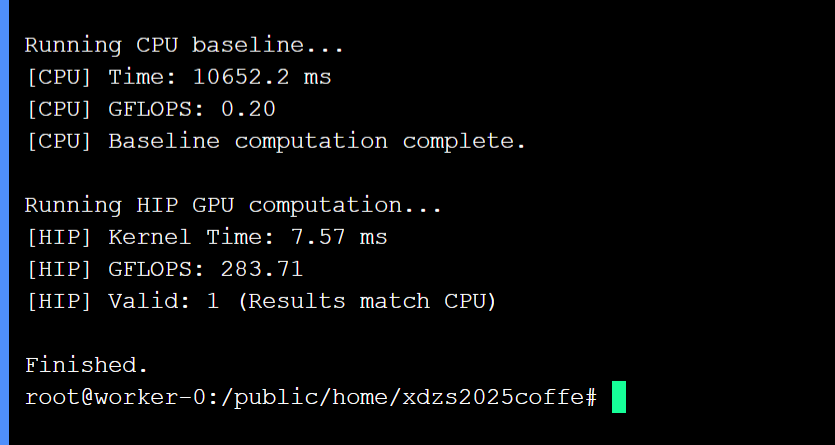 Running CPU baseline...
[CPU] Time: 10652.2 ms
[CPU] GFLOPS: 0.20
[CPU] Baseline computation complete.
Running HIP GPU computation...
[HIP] Kernel Time: 7.57 ms
[HIP] GFLOPS: 283.71
[HIP] Valid: 1 (Results match CPU)
Finished.
root@worker-0:/public/home/xdzs2025coffe#